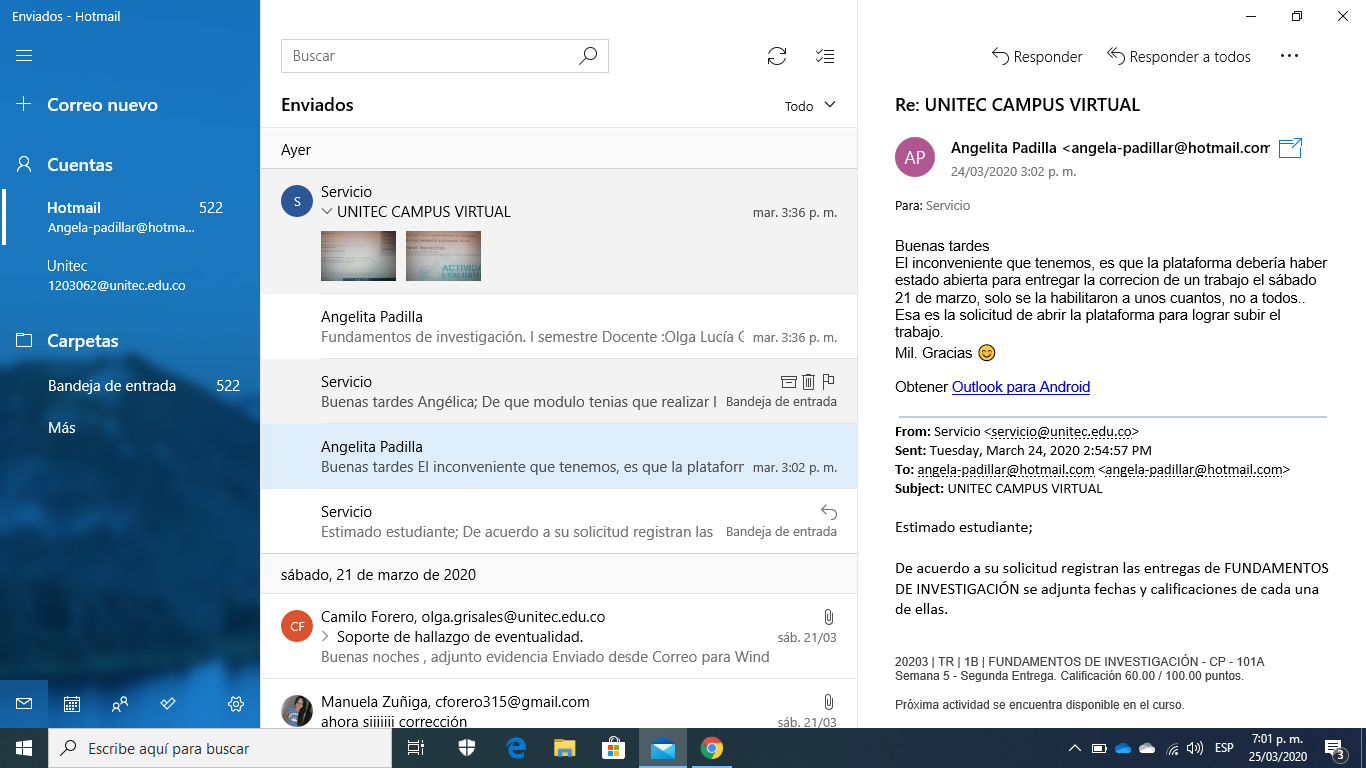 Enviados - Hotmail
Correo nuevo
Cuentas
Hotmail 522
Angela-padillar@hotma...
Unitec
1203062@unitec.edu.co
Carpetas
Bandeja de entrada 522
Más
Buscar
Enviados Todo
Ayer
S
Servicio
UNITEC CAMPUS VIRTUAL mar. 3:36 p. m.
Angelita Padilla
Fundamentos de investigación. I semestre Docente :Olga Lucía mar. 3:36 p. m.
Servicio
Buenas tardes Angélica; De que modulo tenias que realizar l Bandeja de entrada
Angelita Padilla
Buenas tardes El inconveniente que tenemos, es que la platafor mar. 3:02 p. m.
Servicio
Estimado estudiante; De acuerdo a su solicitud registran las Bandeja de entrada
sábado, 21 de marzo de 2020
CF
Camilo Forero, olga.grisales@unitec.edu.co
Soporte de hallazgo de eventualidad. sáb. 21/03
Buenas noches , adjunto evidencia Enviado desde Correo para Wind
Manuela Zuñiga, cforero315@gmail.com
ahora siiiiiii corrección sáb. 21/03
Responder Responder a todos
Re: UNITEC CAMPUS VIRTUAL
AP
Angelita Padilla <angela-padillar@hotmail.com
24/03/2020 3:02 p. m.
Para: Servicio
Buenas tardes
El inconveniente que tenemos, es que la plataforma debería haber
estado abierta para entregar la correcion de un trabajo el sábado
21 de marzo, solo se la habilitaron a unos cuantos, no a todos..
Esa es la solicitud de abrir la plataforma para lograr subir el
trabajo.
Mil. Gracias 😊
Obtener Outlook para Android
From: Servicio <servicio@unitec.edu.co>
Sent: Tuesday, March 24, 2020 2:54:57 PM
To: angela-padillar@hotmail.com <angela-padillar@hotmail.com>
Subject: UNITEC CAMPUS VIRTUAL
Estimado estudiante;
De acuerdo a su solicitud registran las entregas de FUNDAMENTOS
DE INVESTIGACIÓN se adjunta fechas y calificaciones de cada una
de ellas.
20203 | TR | 1B | FUNDAMENTOS DE INVESTIGACIÓN - CP - 101A
Semana 5 - Segunda Entrega. Calificación 60.00 / 100.00 puntos.
Próxima actividad se encuentra disponible en el curso.
Escribe aquí para buscar
ESP
7:01 p. m.
25/03/2020
3